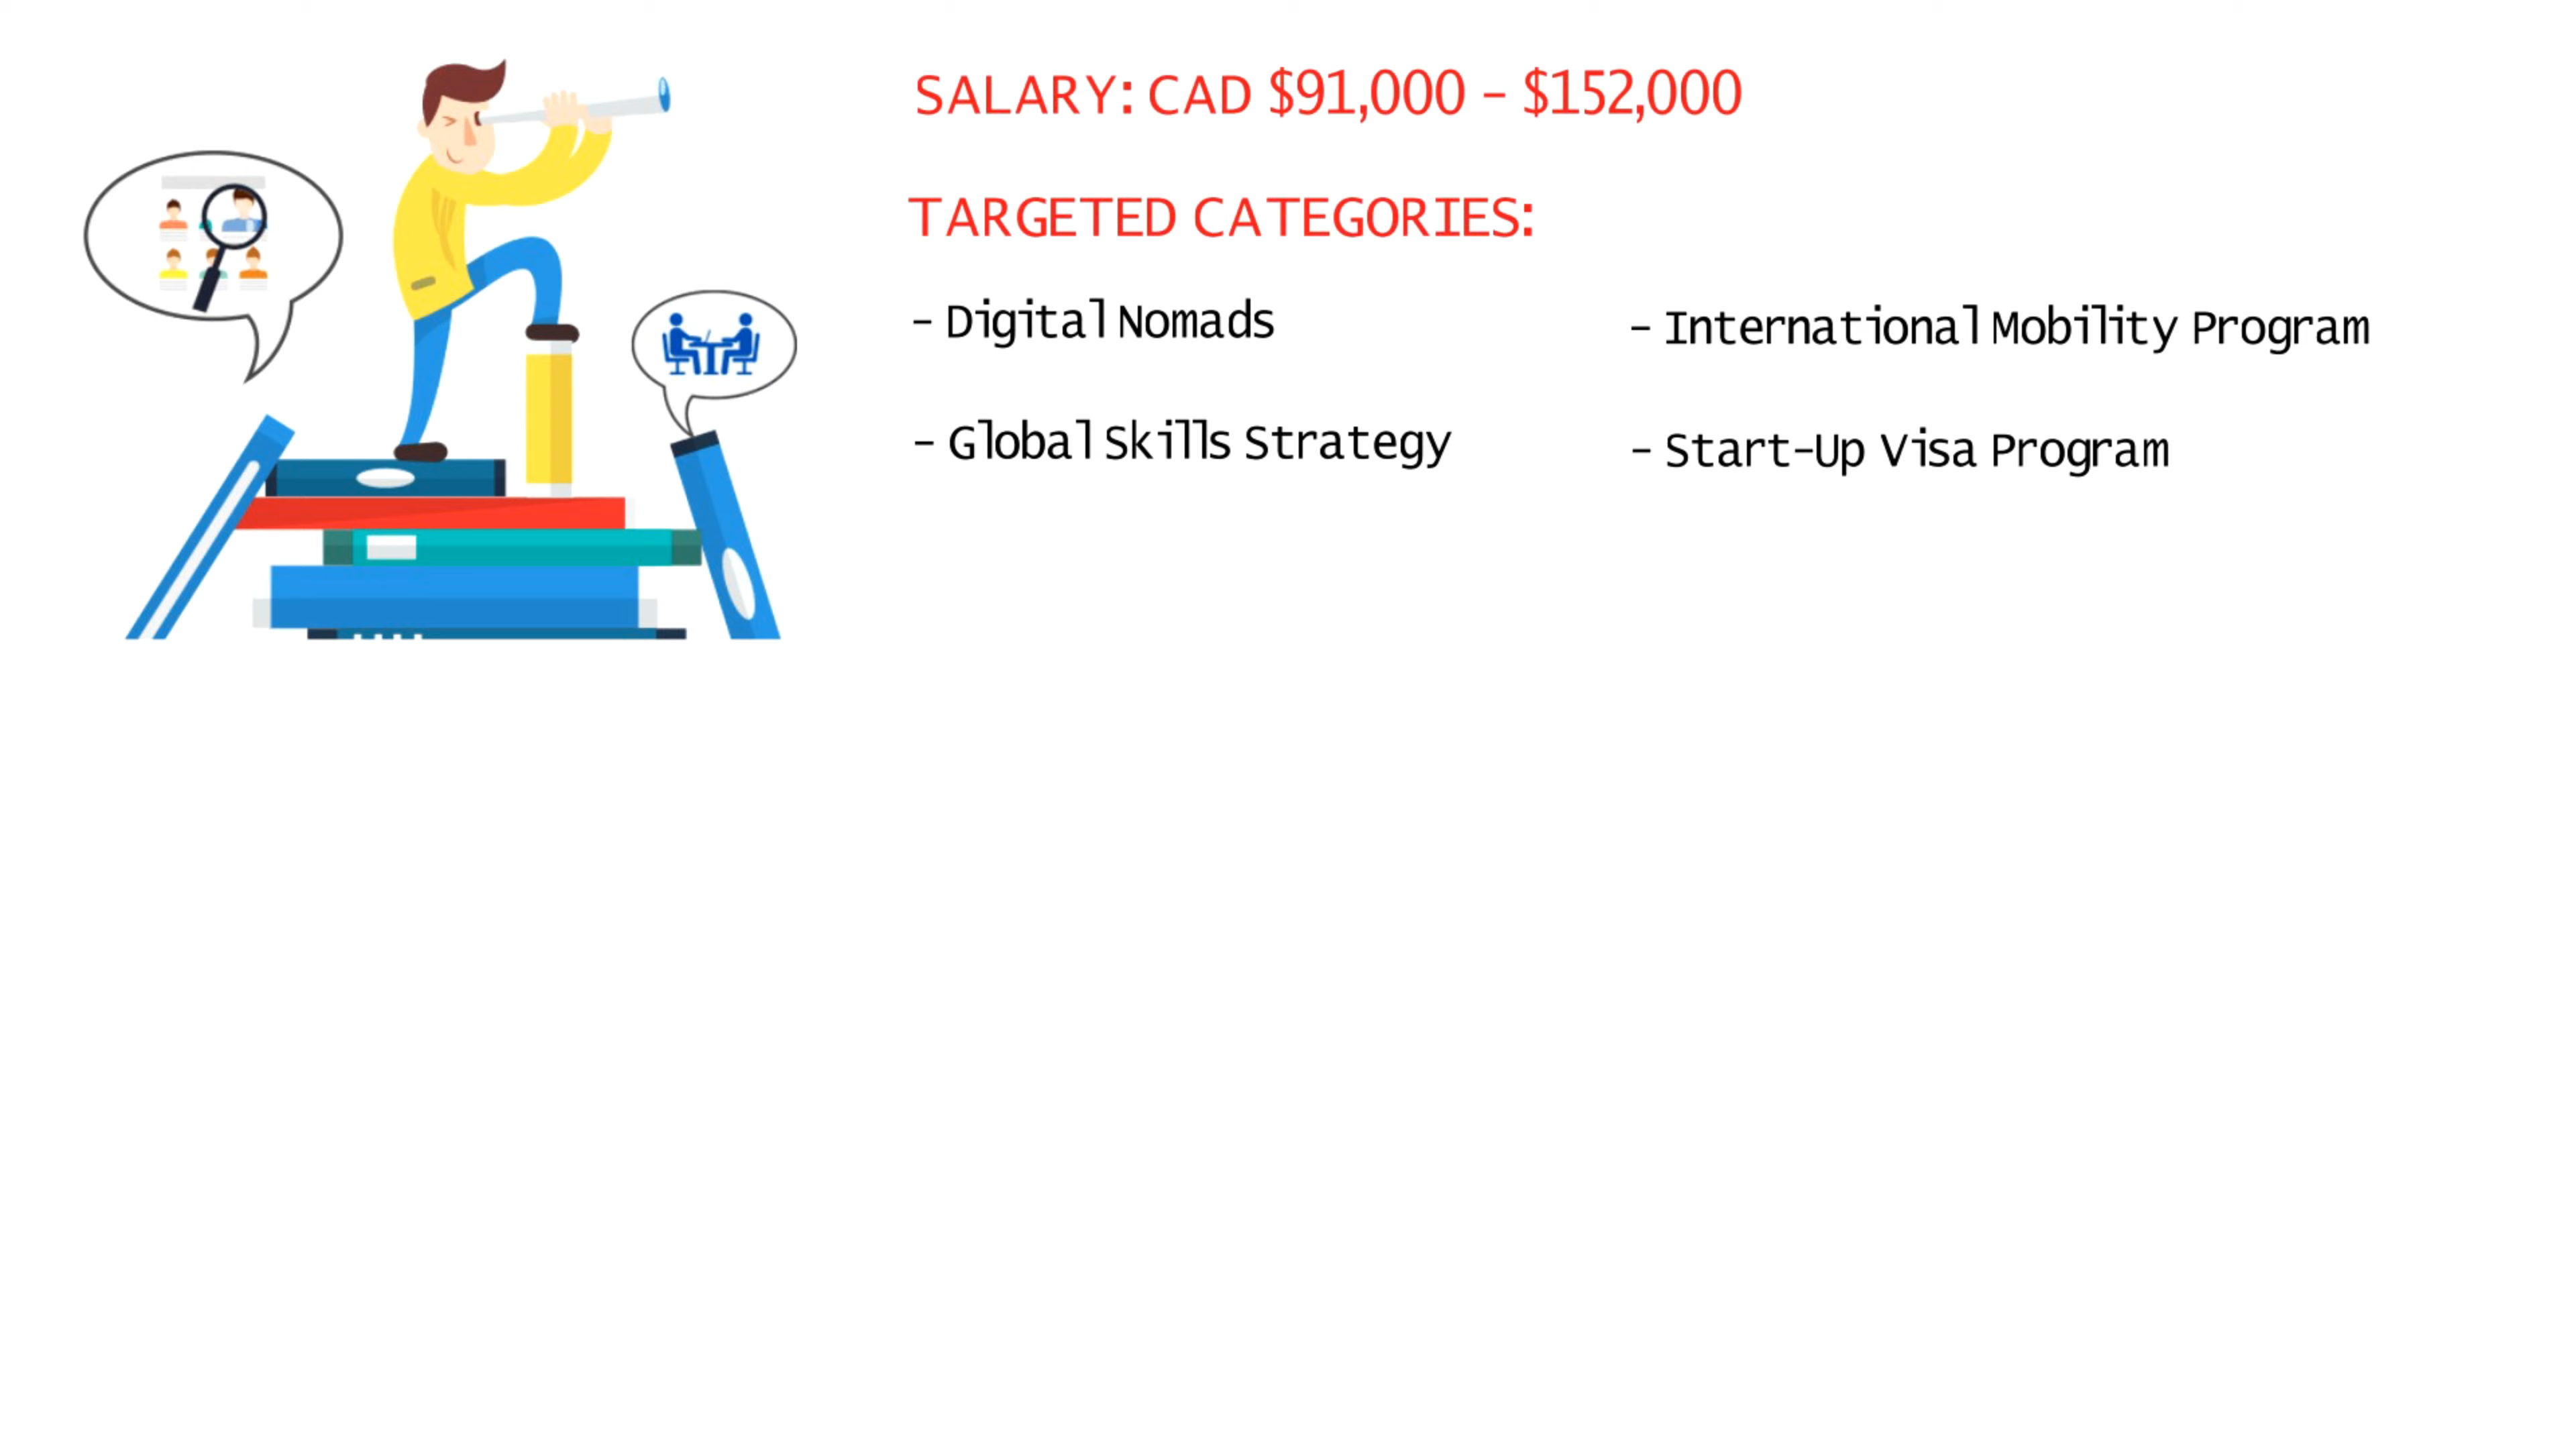 SALARY: CAD $91,000 - $152,000
TARGETED CATEGORIES:
- Digital Nomads
- International Mobility Program
- Global Skills Strategy
- Start-Up Visa Program